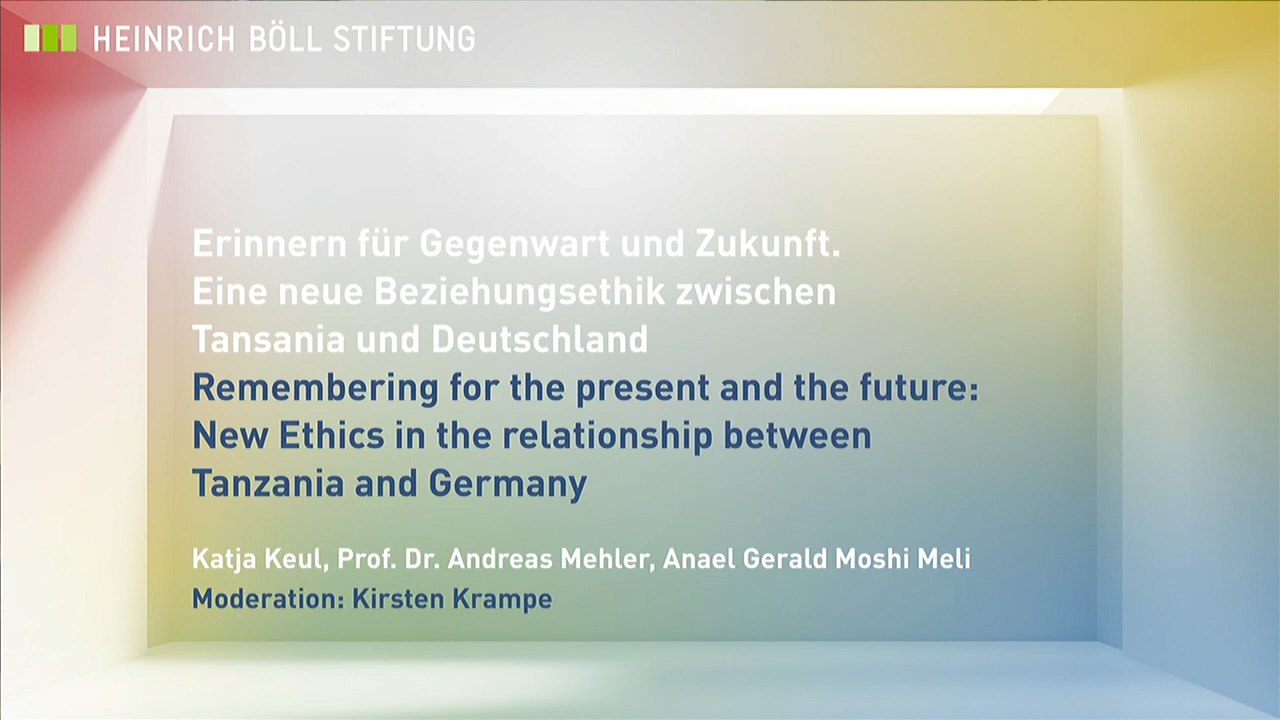 HEINRICH BÖLL STIFTUNG
Erinnern für Gegenwart und Zukunft.
Eine neue Beziehungsethik zwischen
Tansania und Deutschland
Remembering for the present and the future:
New Ethics in the relationship between
Tanzania and Germany
Katja Keul, Prof. Dr. Andreas Mehler, Anael Gerald Moshi Meli
Moderation: Kirsten Krampe